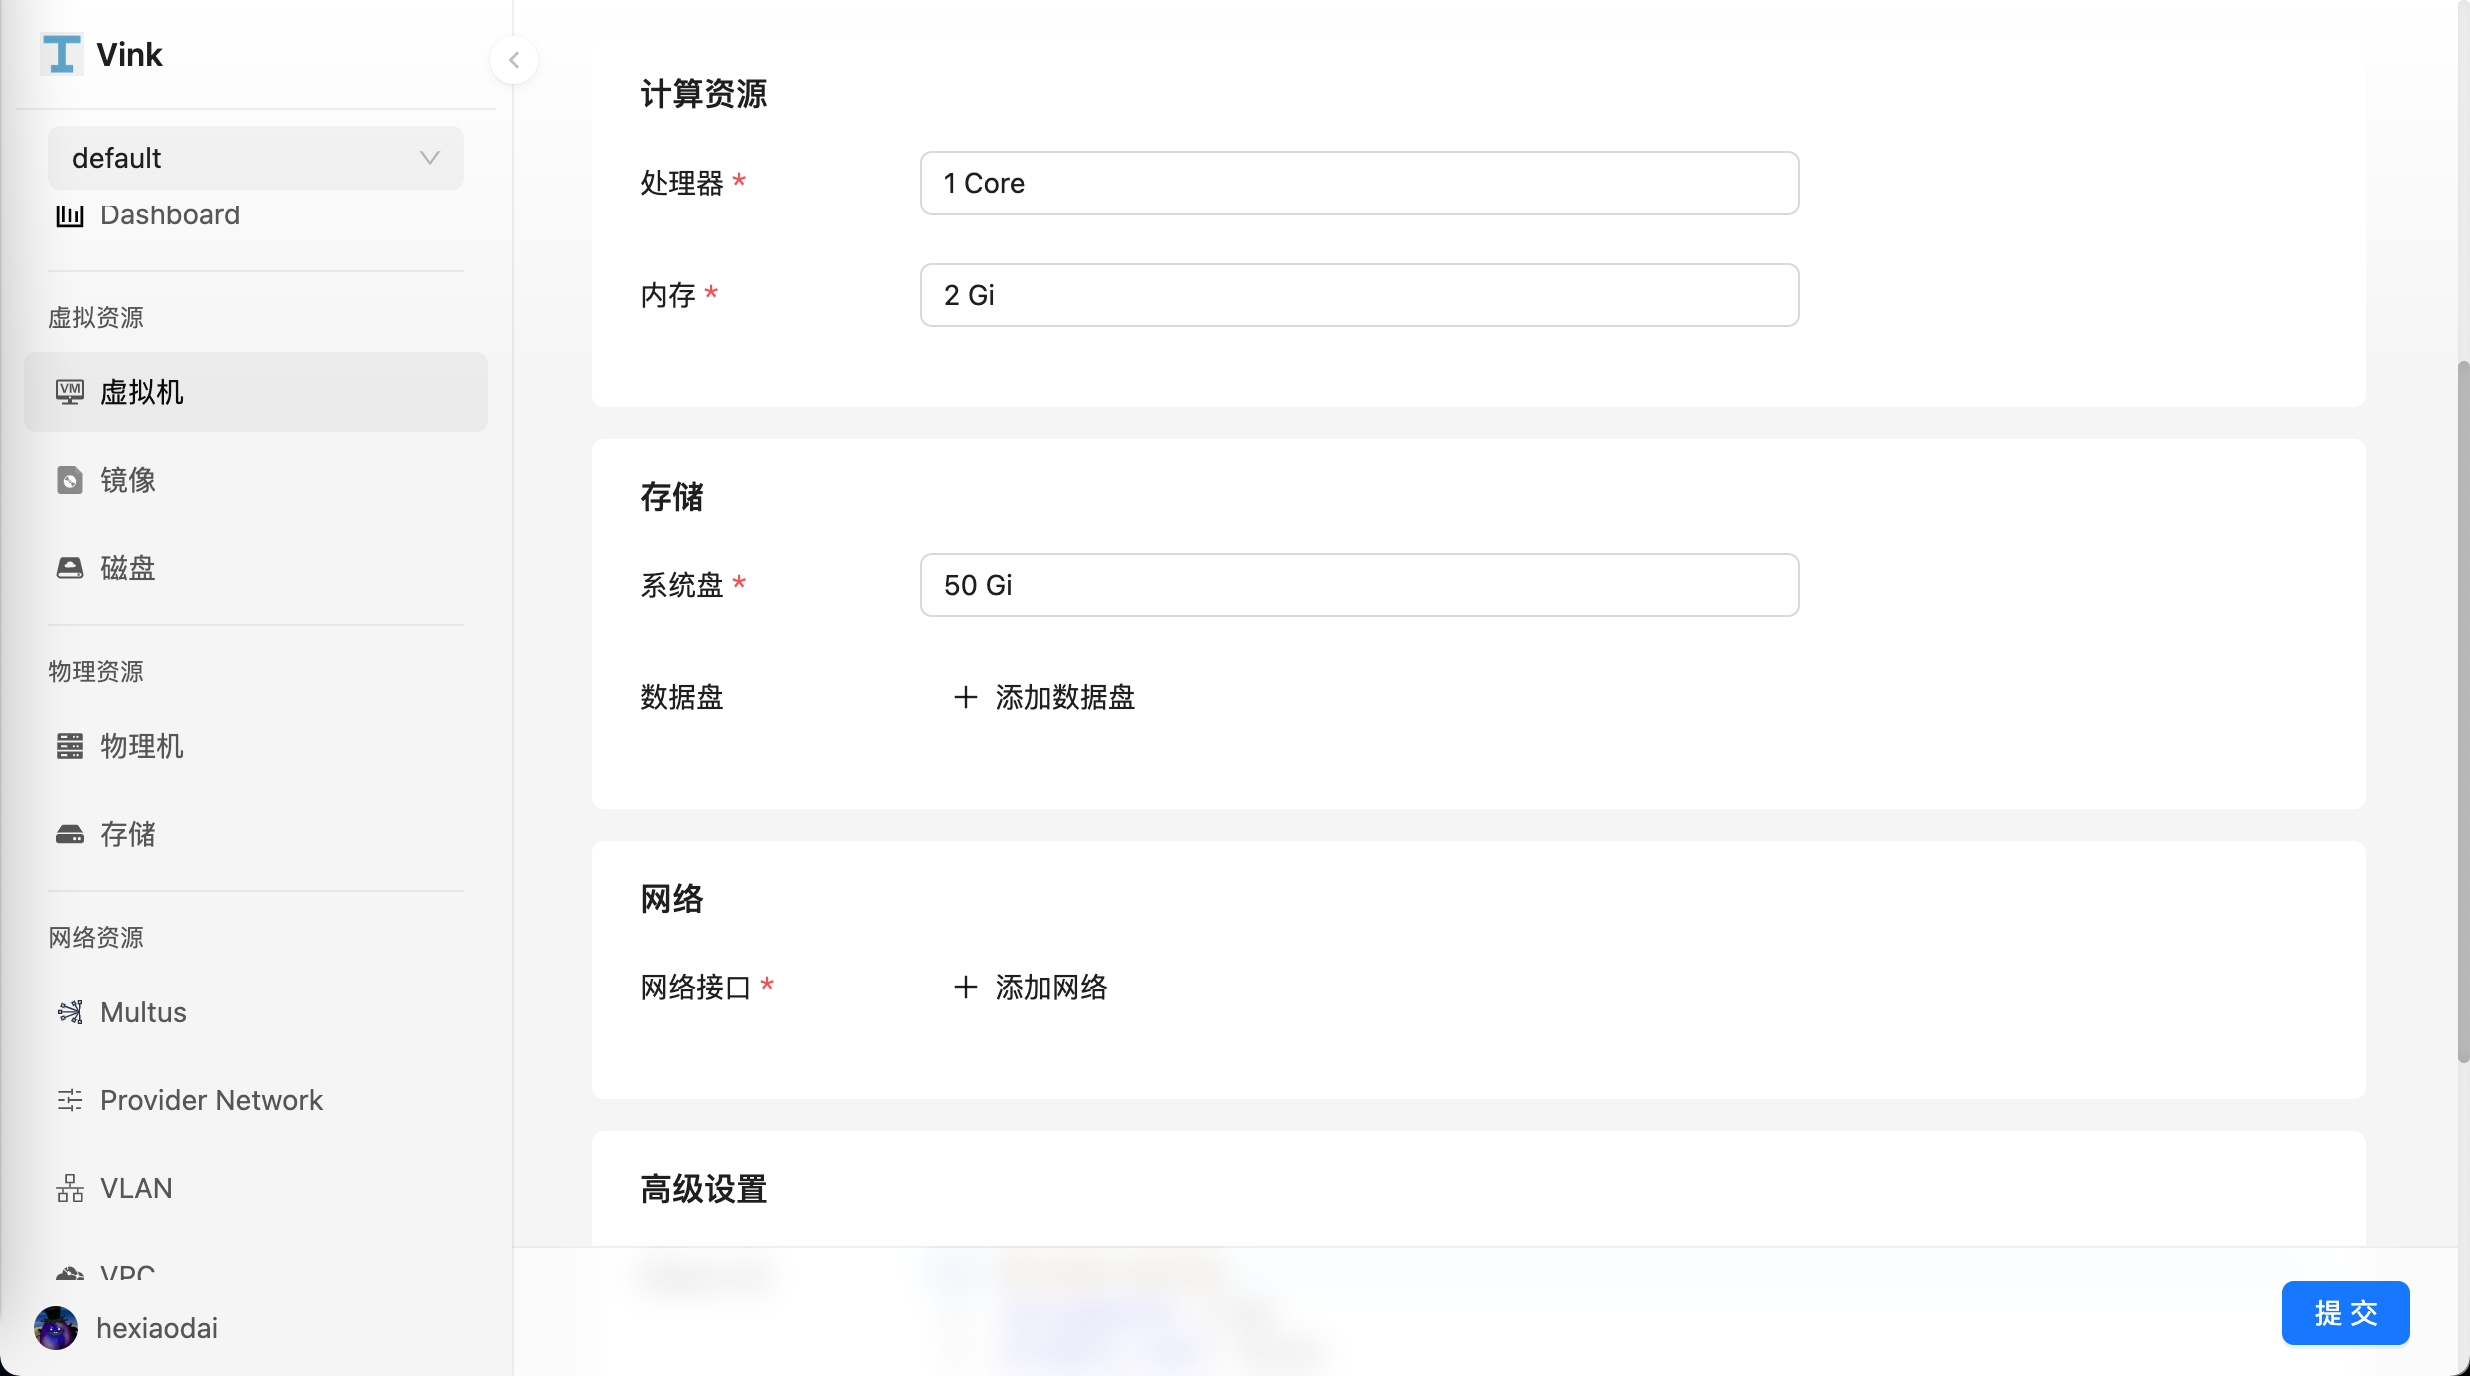 Vink
default
Dashboard
虚拟资源
虚拟机
镜像
磁盘
物理资源
物理机
存储
网络资源
Multus
Provider Network
VLAN
VPC
hexiaodai
计算资源
处理器 *
1 Core
内存 *
2 Gi
存储
系统盘 *
50 Gi
数据盘
添加数据盘
网络
网络接口 *
添加网络
高级设置
提 交